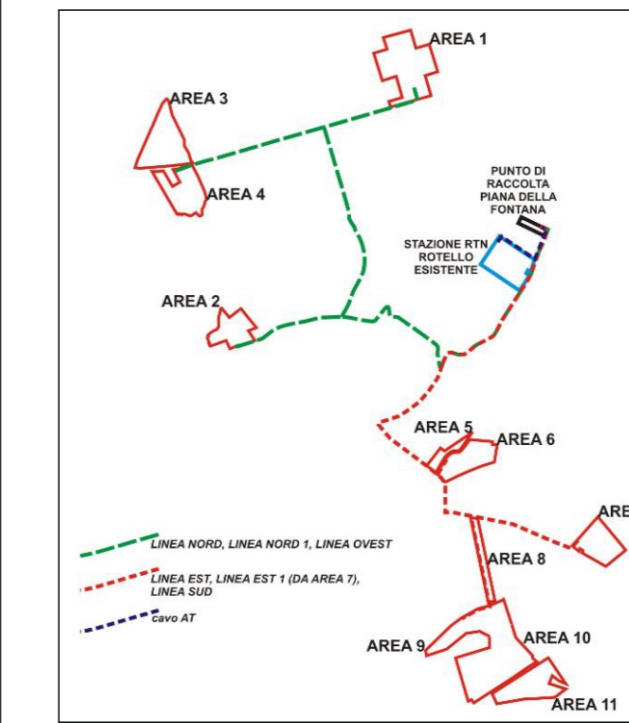 AREA 1
AREA 3
AREA 4
PUNTO DI
RACCOLTA
PIANA DELLA
FONTANA
STAZIONE RTN
ROTELLO
ESISTENTE
AREA 2
AREA 5
AREA 6
ARE
LINEA NORD, LINEA NORD 1, LINEA OVEST
AREA 8
LINEA EST, LINEA EST 1 (DA AREA 7),
LINEA SUD
cavo AT
AREA 9
AREA 10
AREA 11